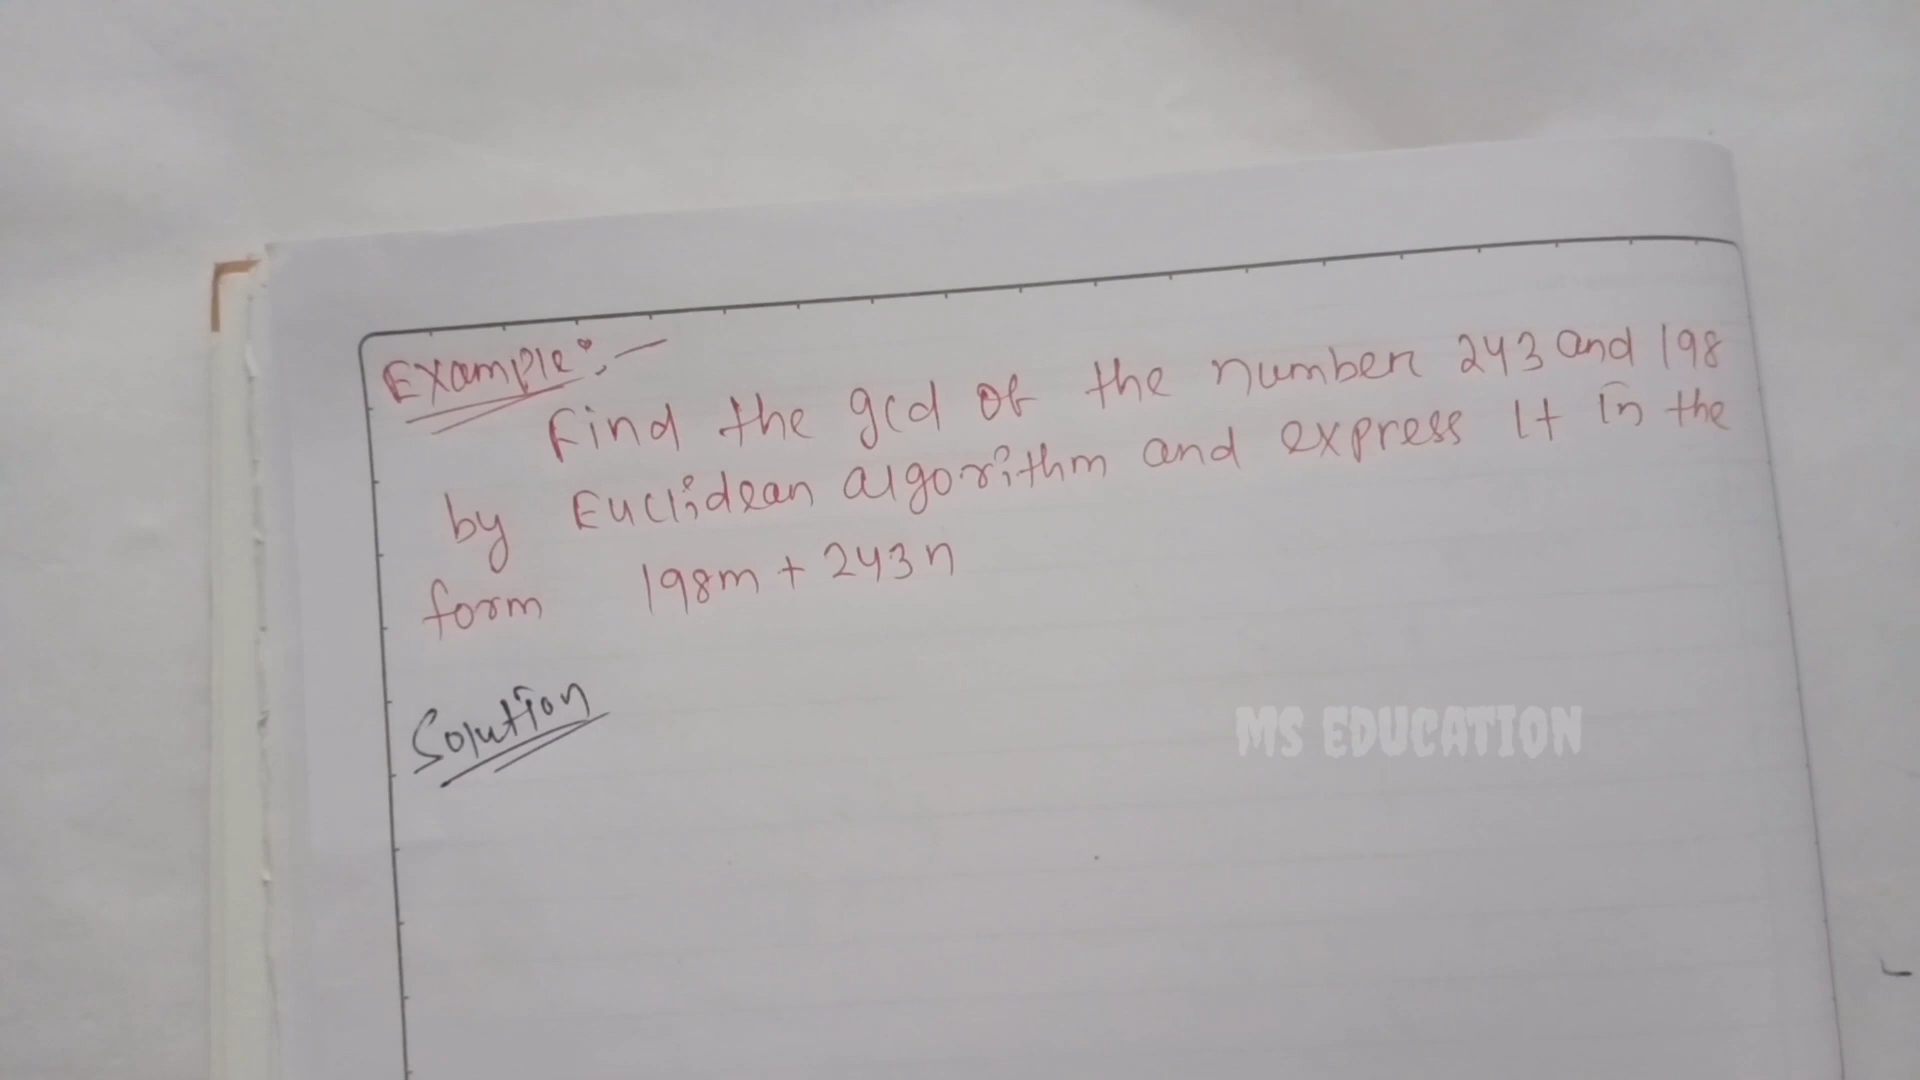 Example:-
Find the gcd of the number 243 and 198
by Euclidean algorithm and express it in the
form 198m + 243n
Solution
MS EDUCATION